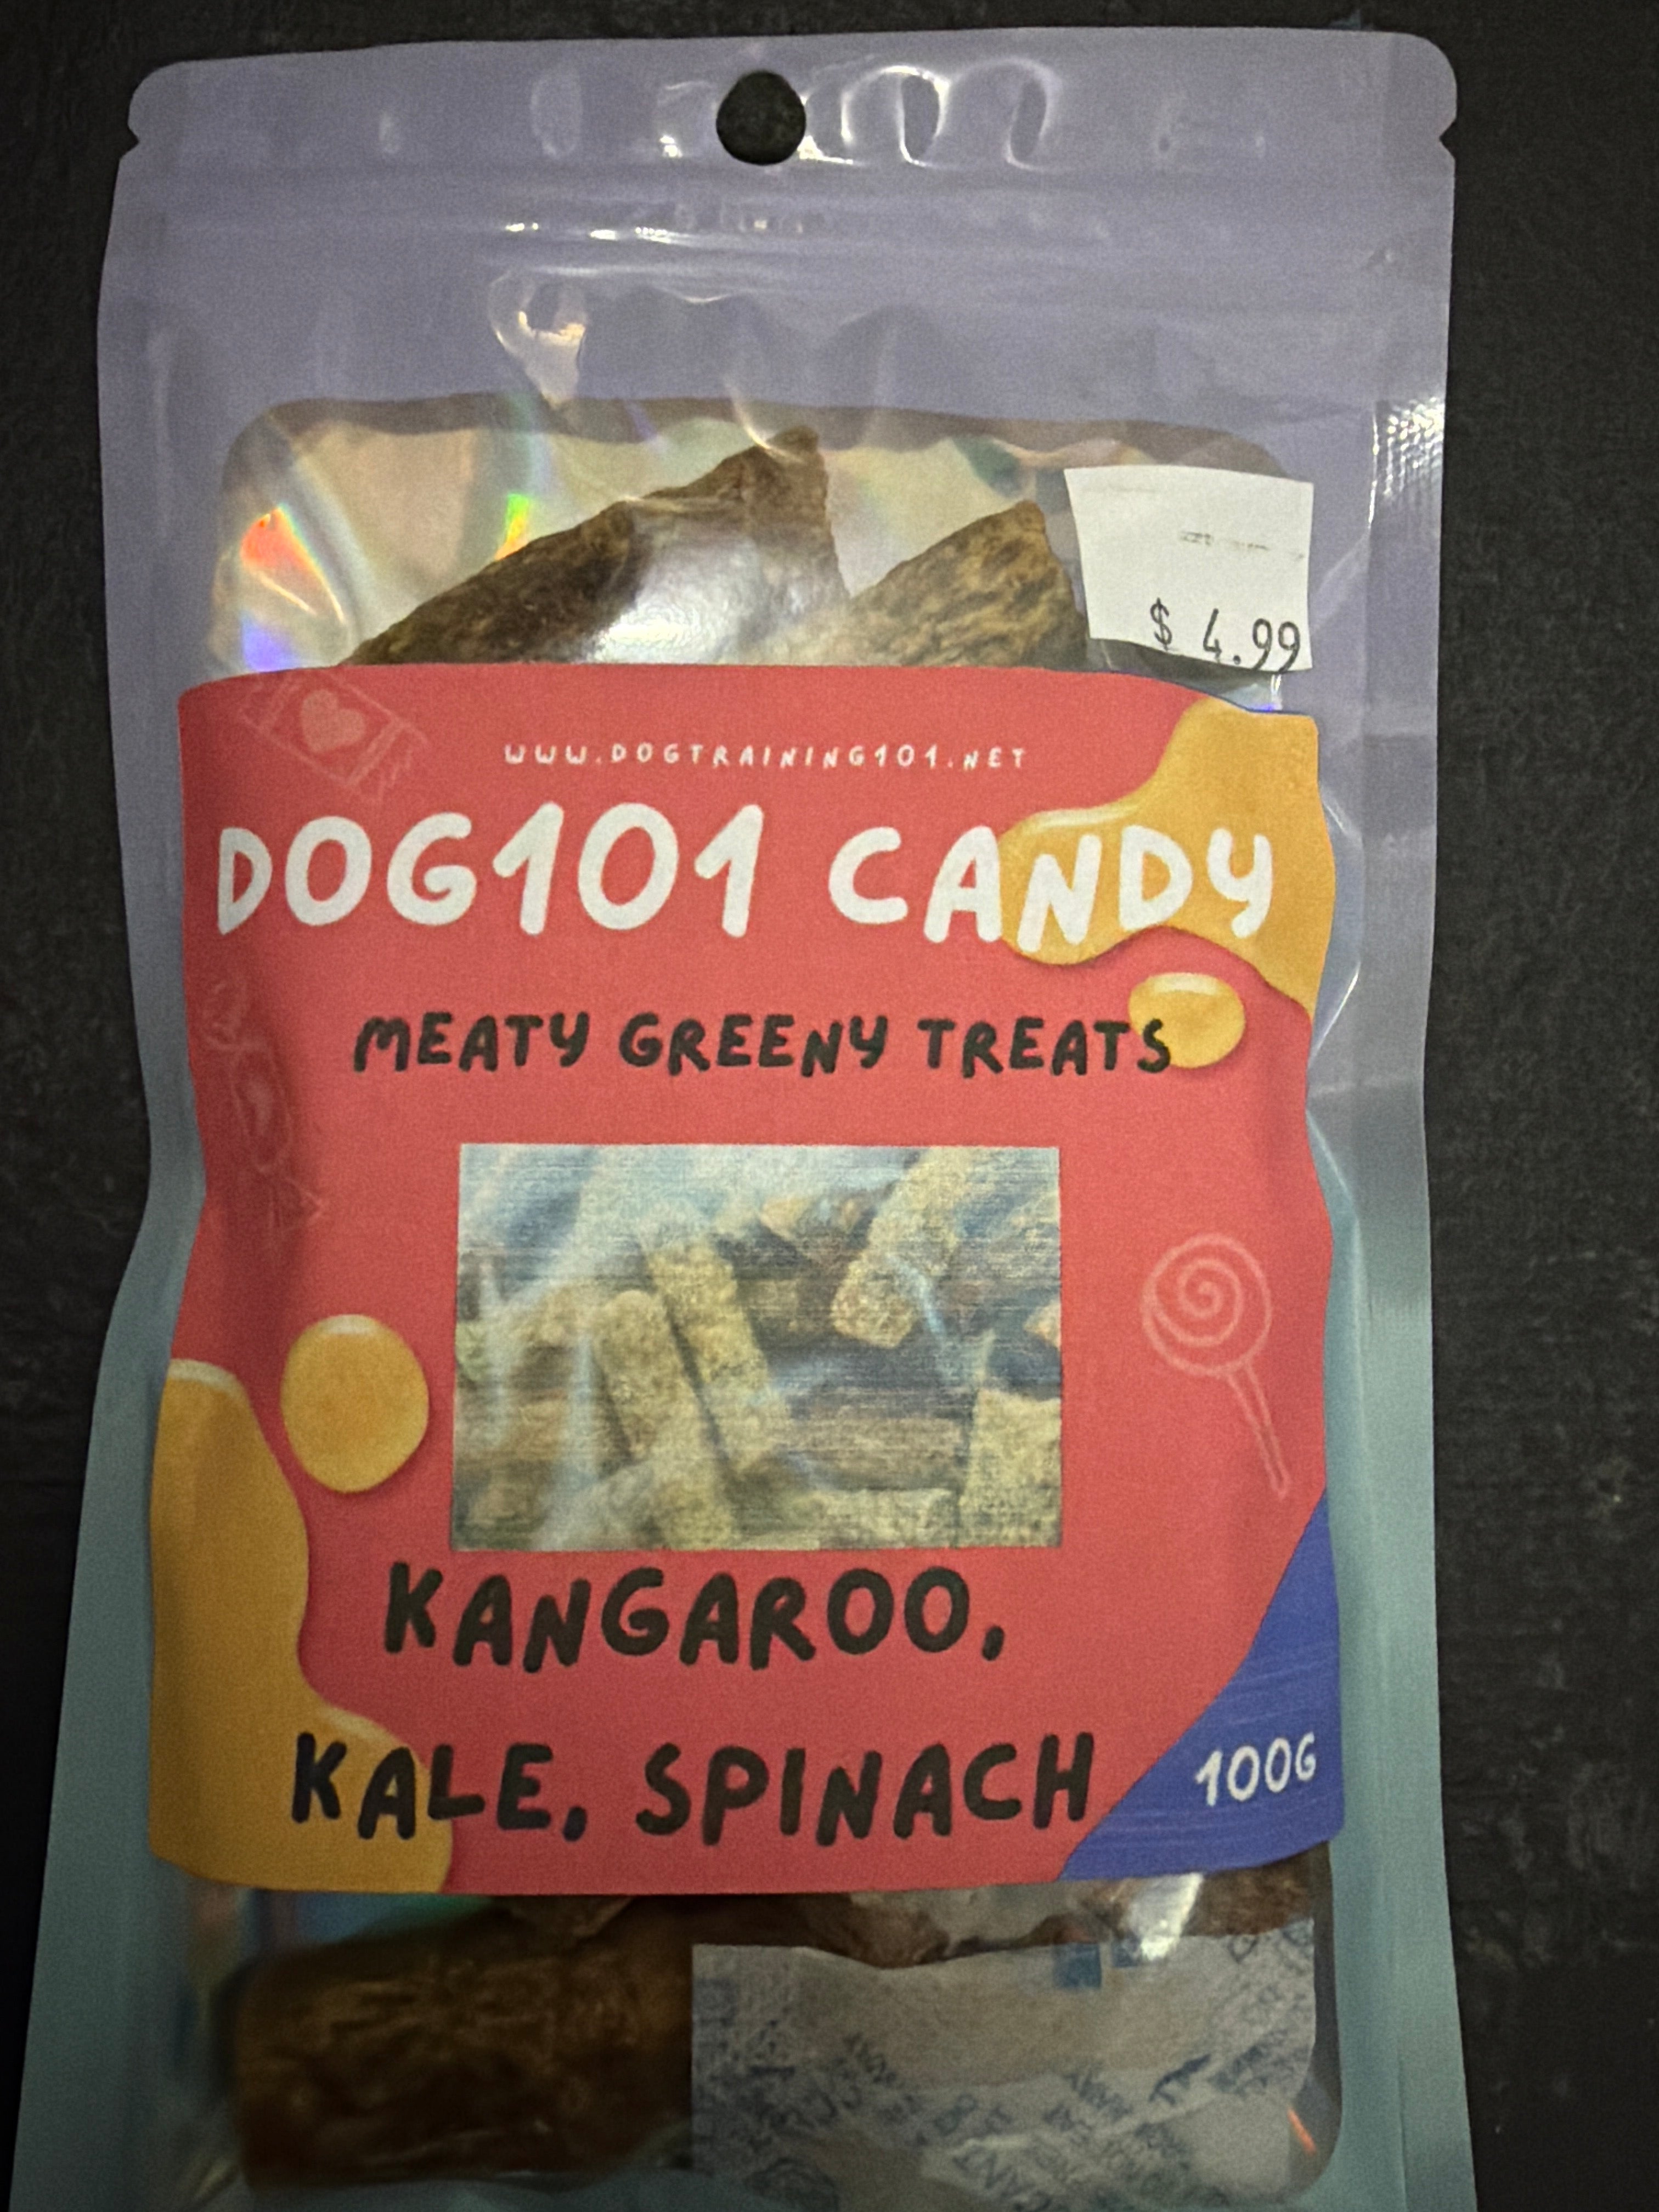 $ 4.99
WWW.DOGTRAINING101.NET
DOG101 CANDY
MEATY GREENY TREATS
KANGAROO,
KALE, SPINACH
100G